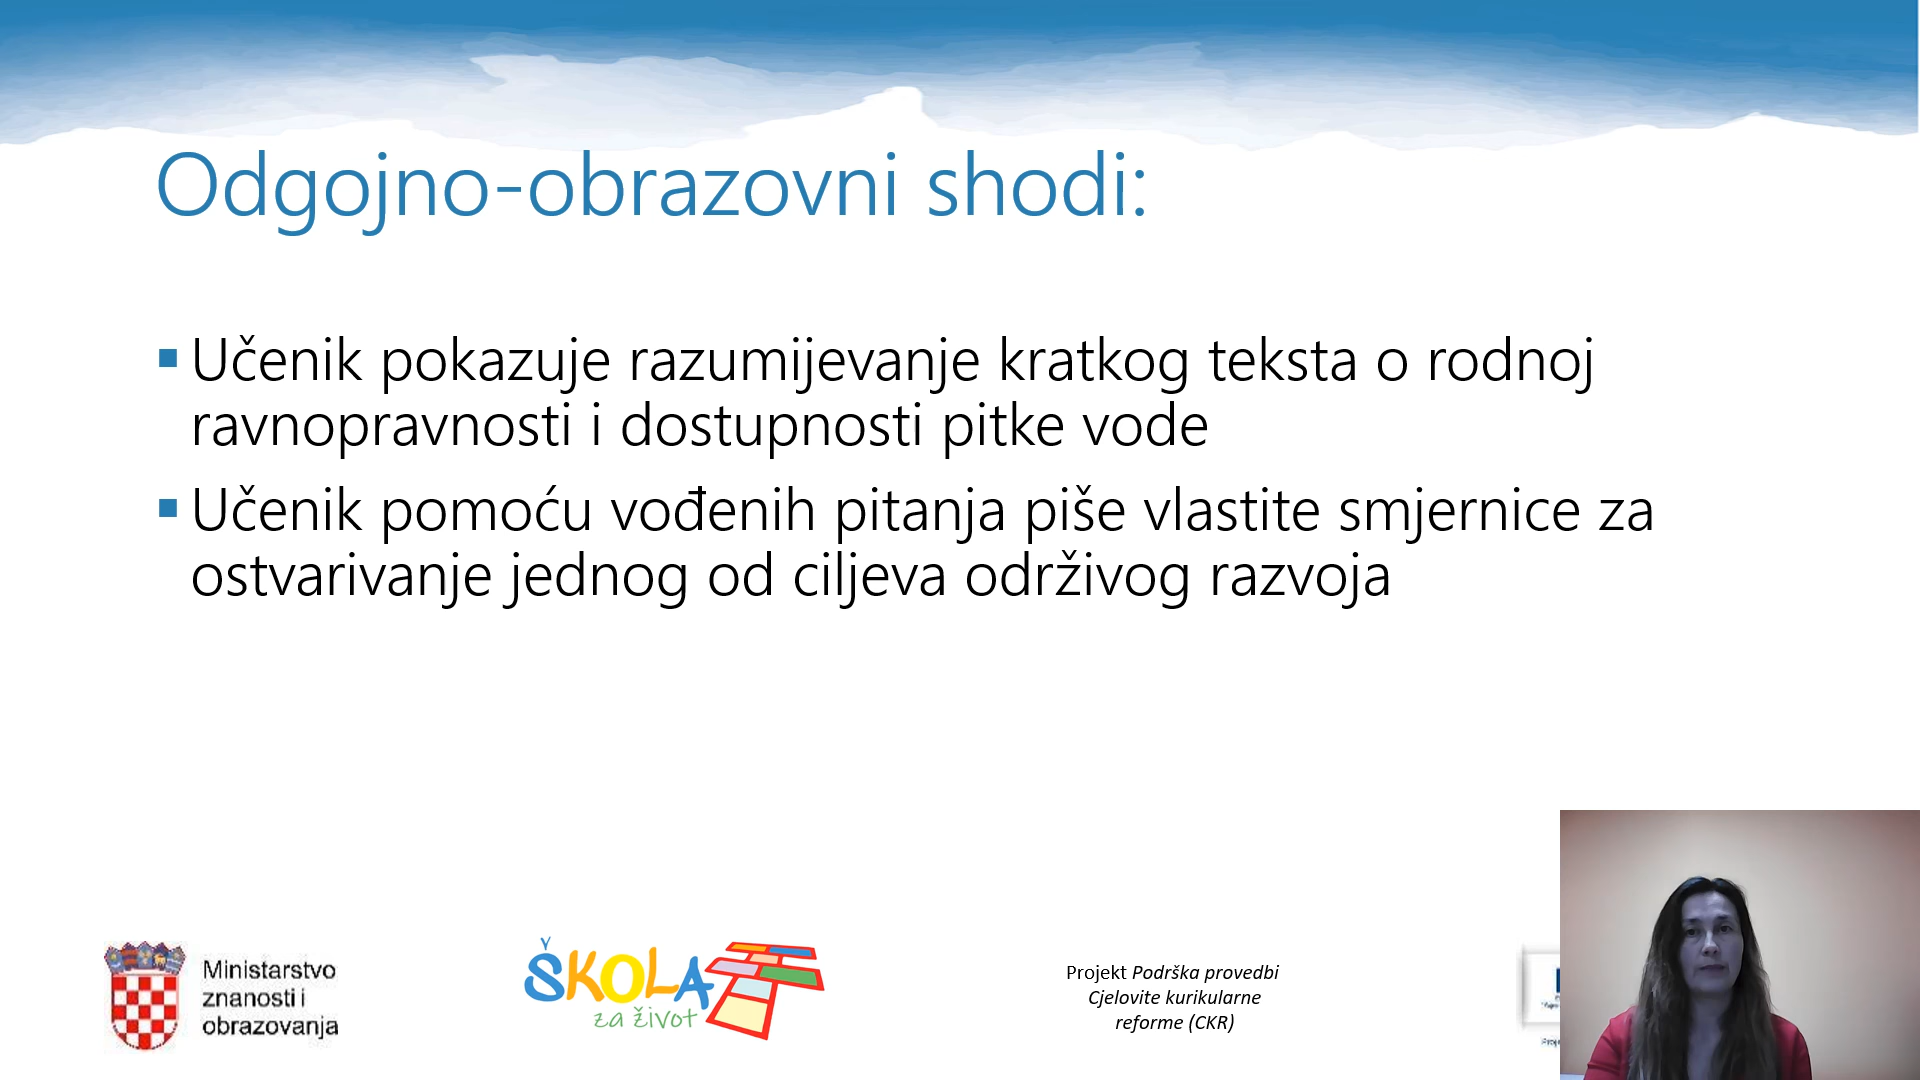 Odgojno-obrazovni shodi:
Učenik pokazuje razumijevanje kratkog teksta o rodnoj
ravnopravnosti i dostupnosti pitke vode
Učenik pomoću vođenih pitanja piše vlastite smjernice za
ostvarivanje jednog od ciljeva održivog razvoja
Ministarstvo
znanosti i
obrazovanja
ŠKOLA
za život
Projekt Podrška provedbi
Cjelovite kurikularne
reforme (CKR)